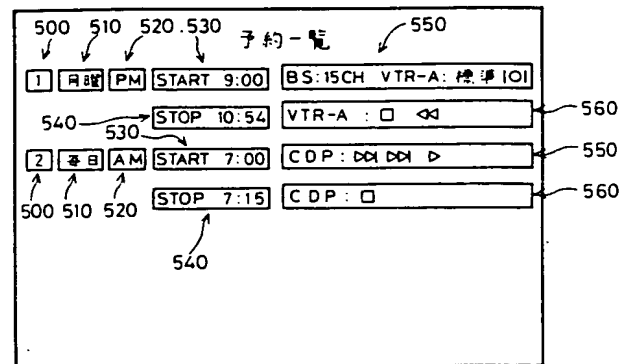 500 510 520 530 予約一覧 550
1 月曜 PM START 9:00 BS:15CH VTR-A: 標準 |O|
540 STOP 10:54 VTR-A : □ ◁◁ 560
530
2 毎日 AM START 7:00 CDP: ▷▷| ▷▷| ▷ 550
500 510 520 STOP 7:15 CDP: □ 560
540